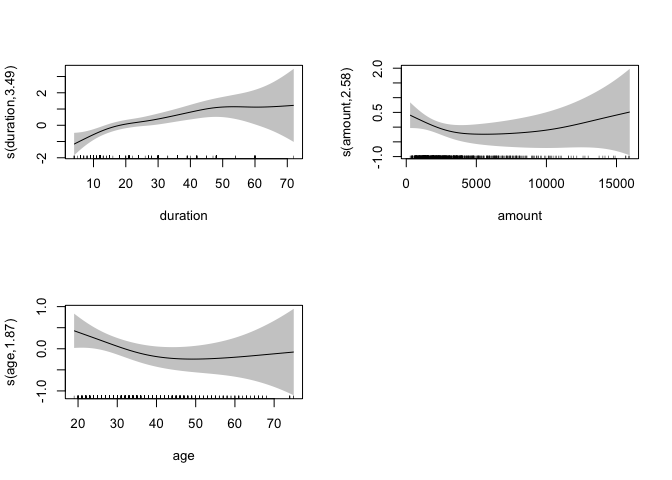 s(duration,3.49)
2
0
-2
10 20 30 40 50 60 70
duration
s(amount,2.58)
2.0
0.5
-1.0
0 5000 10000 15000
amount
s(age,1.87)
1.0
0.0
-1.0
20 30 40 50 60 70
age